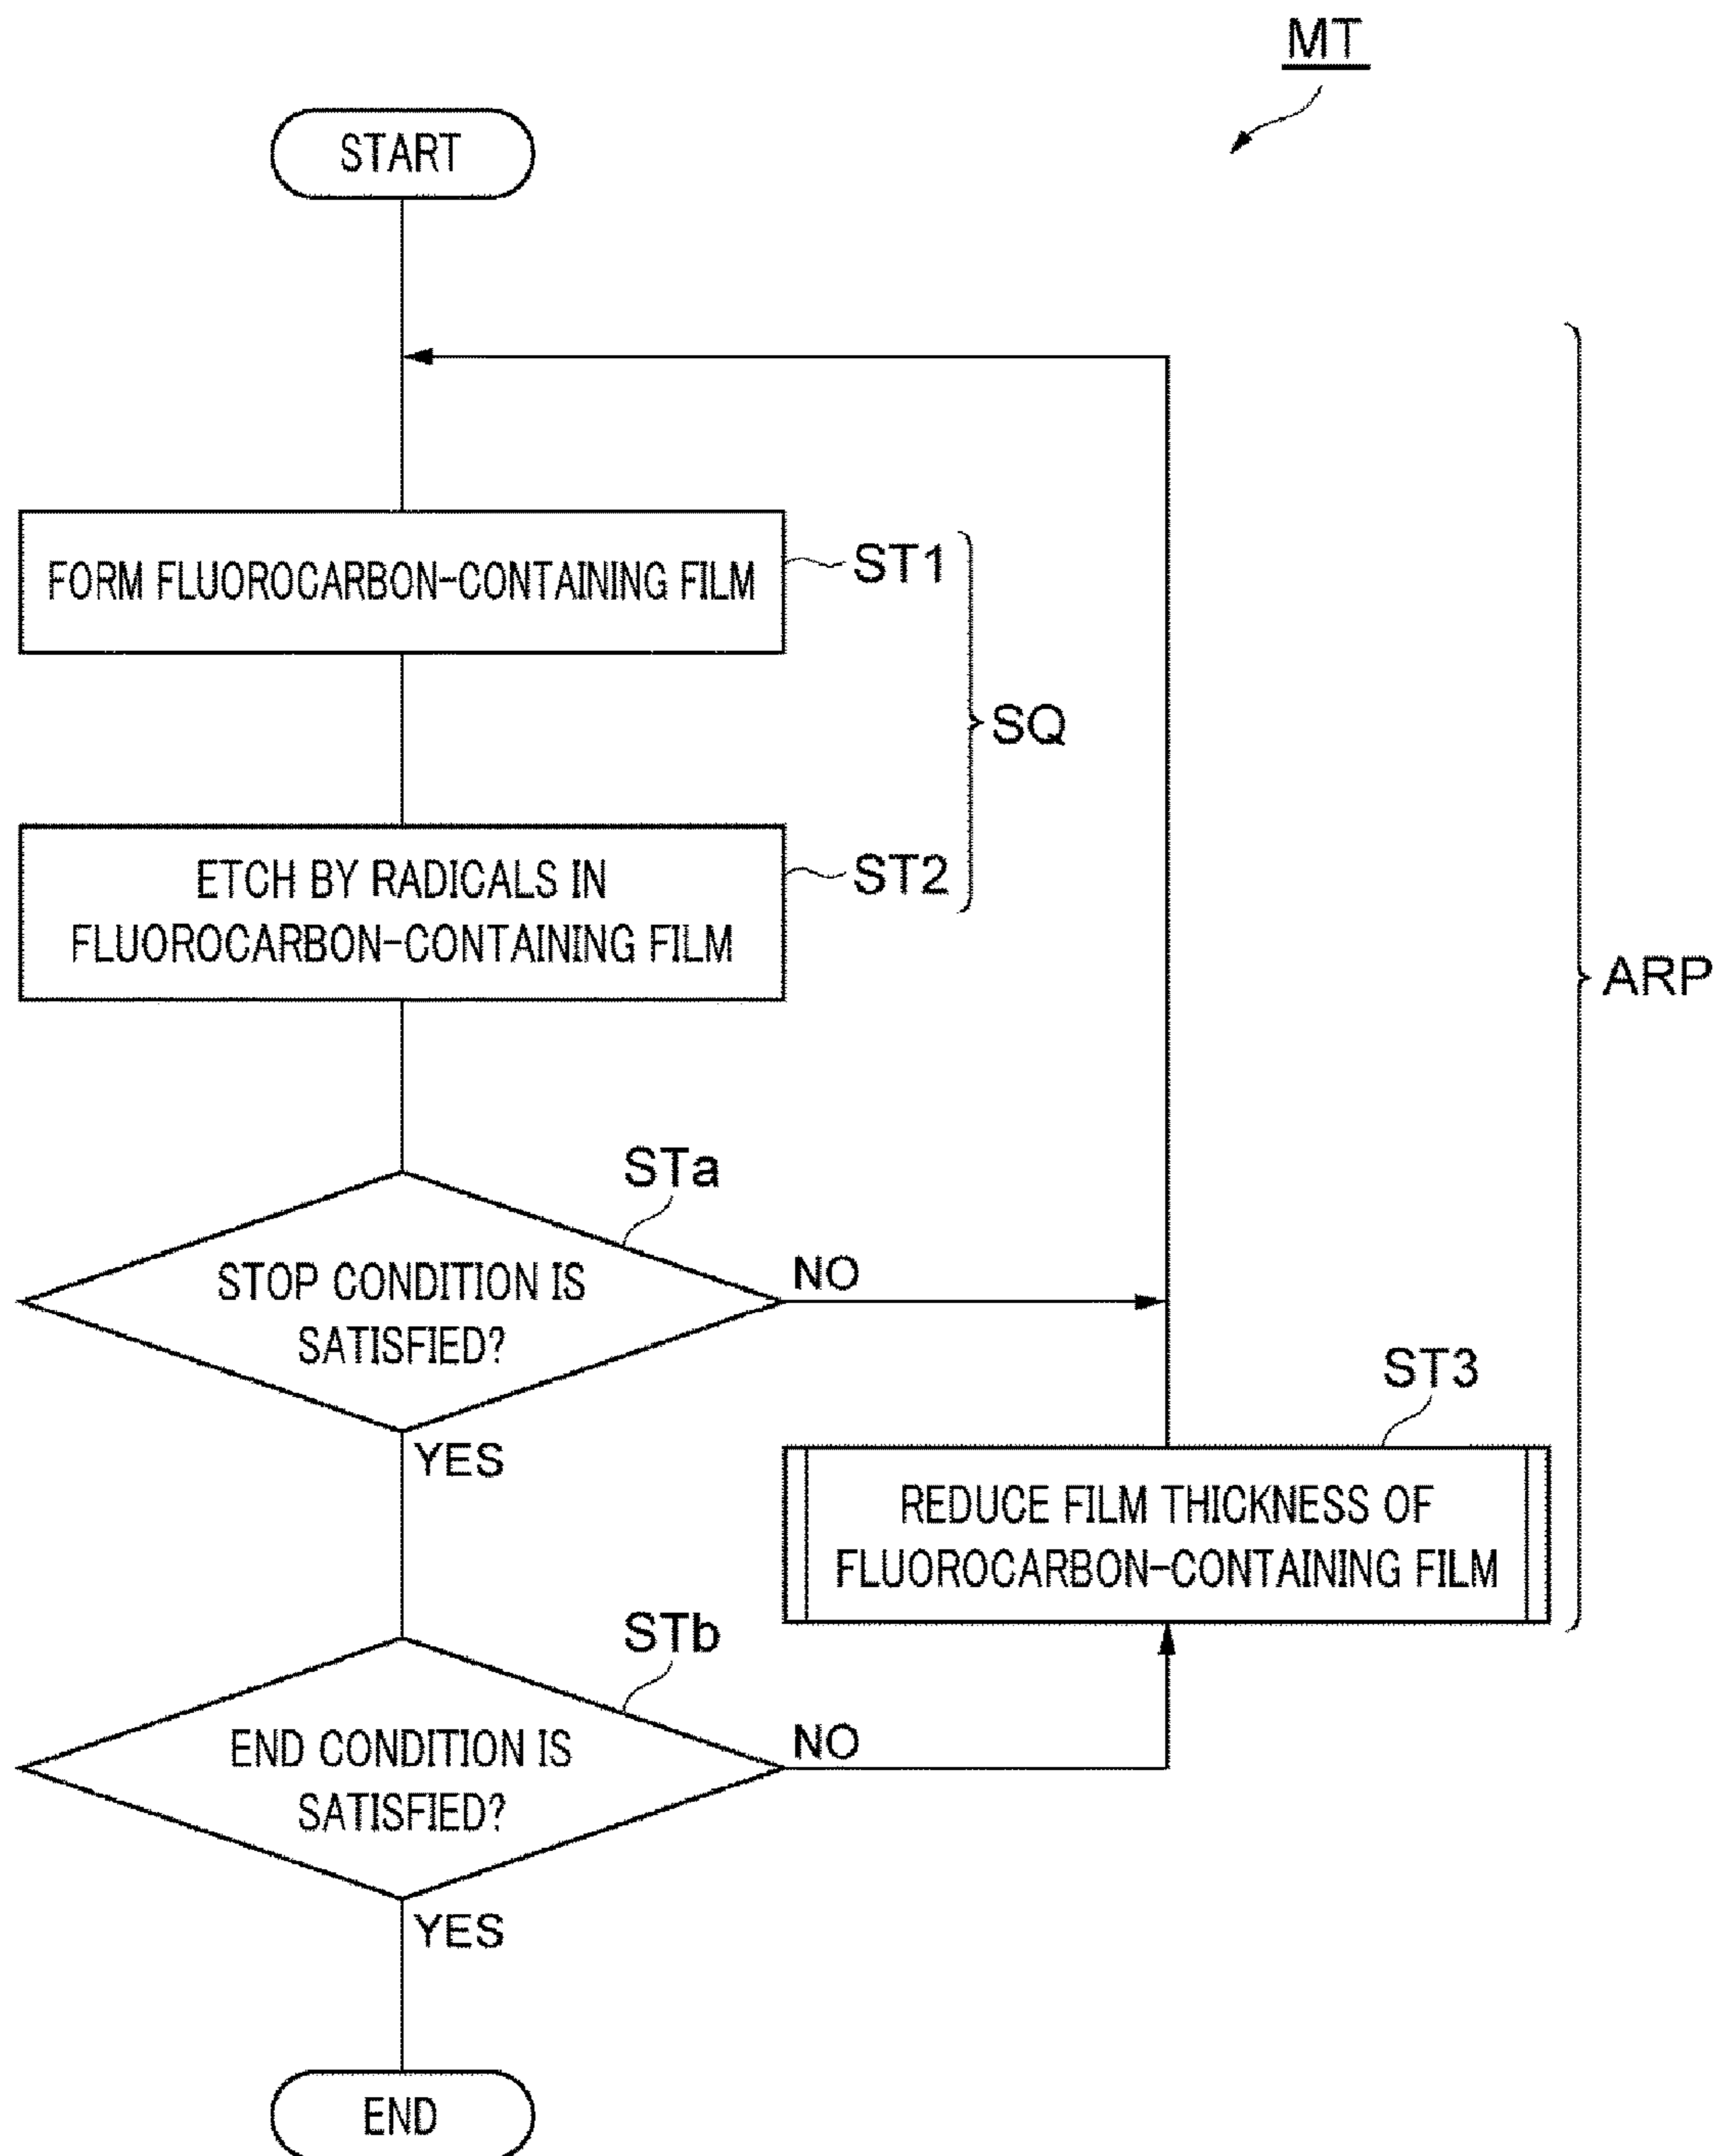 MT
START
FORM FLUOROCARBON-CONTAINING FILM
ST1
SQ
ETCH BY RADICALS IN
FLUOROCARBON-CONTAINING FILM
ST2
ARP
STa
STOP CONDITION IS
SATISFIED?
NO
YES
ST3
REDUCE FILM THICKNESS OF
FLUOROCARBON-CONTAINING FILM
STb
END CONDITION IS
SATISFIED?
NO
YES
END